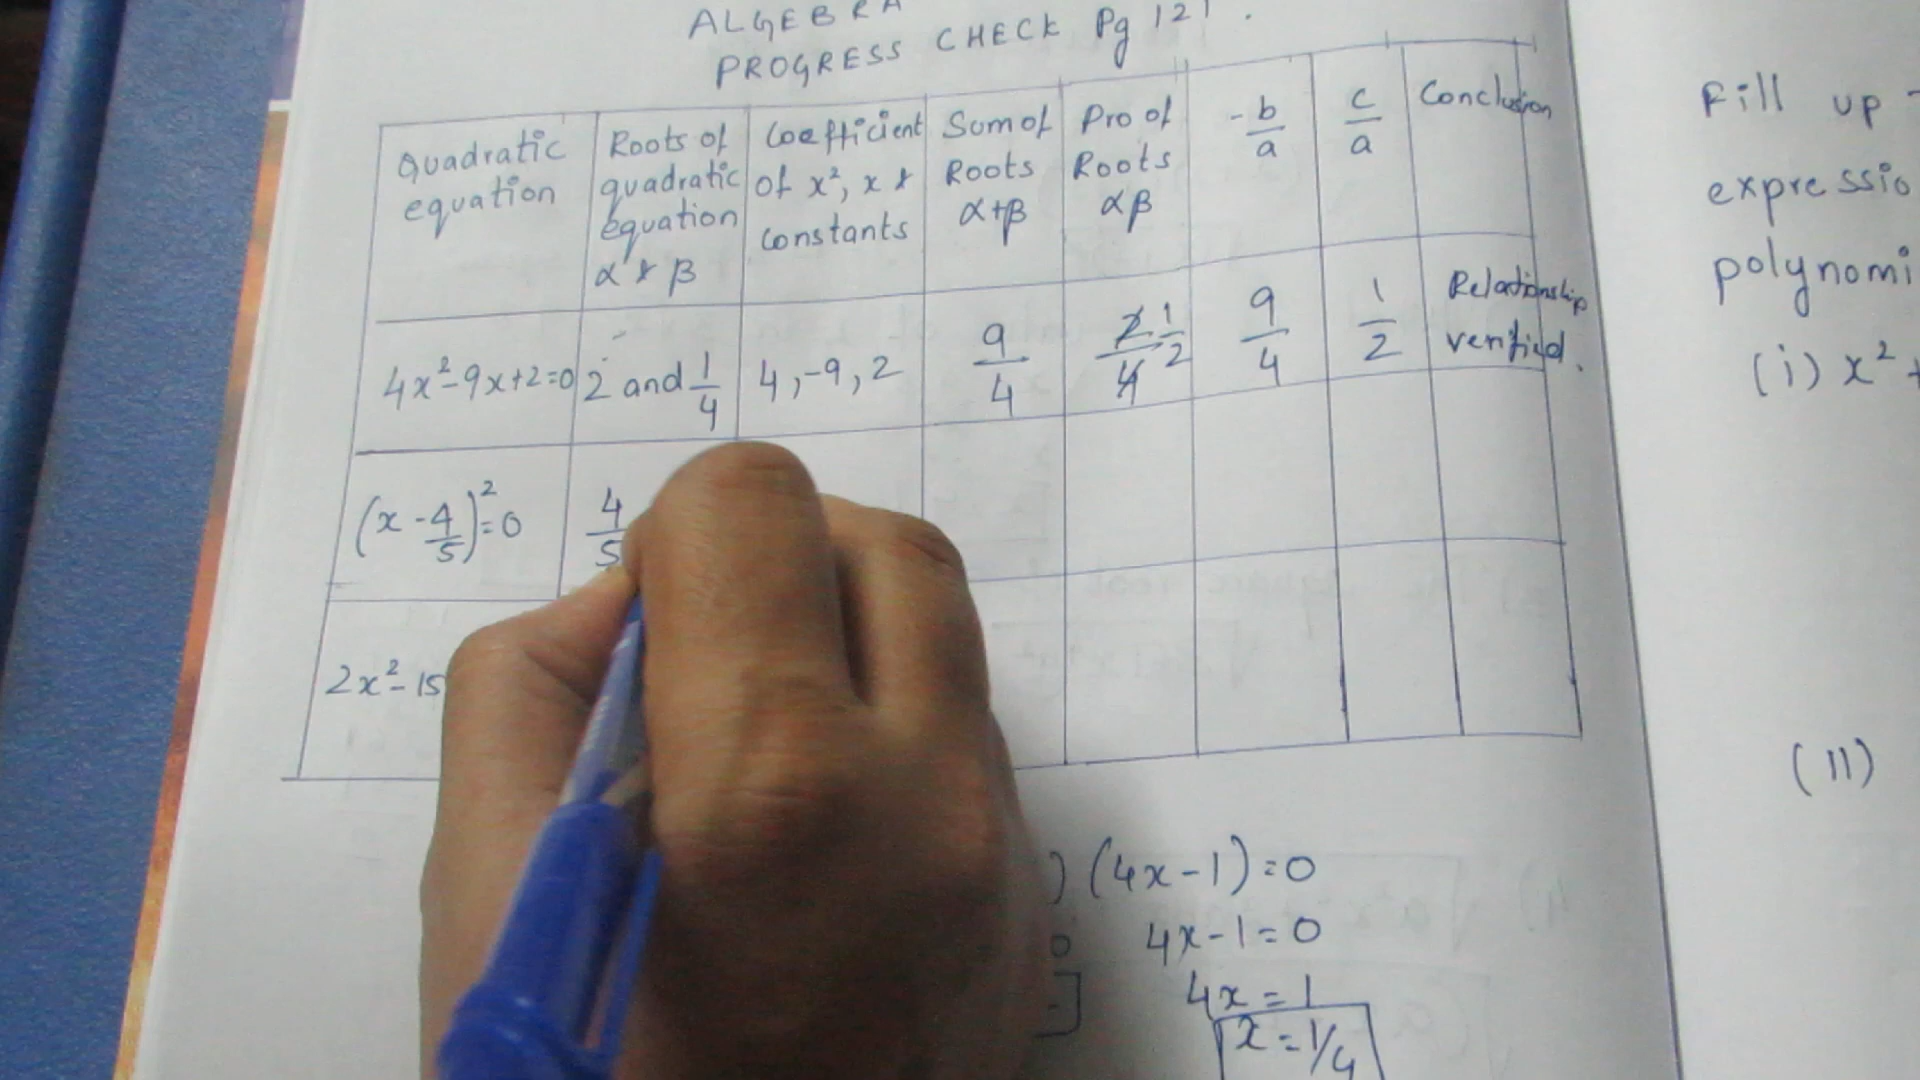 ALGEBRA
PROGRESS CHECK Pg 121.
Quadratic equation
Roots of quadratic equation α & β
Coefficient of x², x & constants
Sum of Roots α+β
Pro of Roots αβ
-b/a
c/a
Conclusion
4x²-9x+2=0
2 and 1/4
4,-9,2
9/4
2/4 1/2
9/4
1/2
Relationship verified.
(x-4/5)²=0
4/5
2x²-15
) (4x-1)=0
0 4x-1=0
4x=1
x=1/4
Fill up
polynomi
(i) x² +
(II)